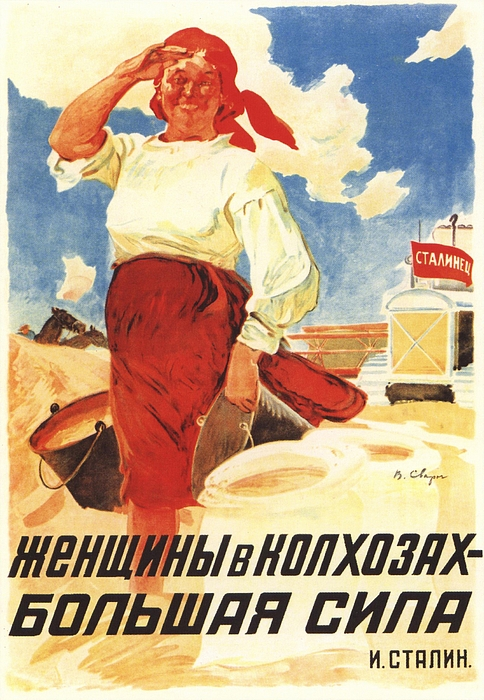 СТАЛИНЕЦ
В. Сварог
ЖЕНЩИНЫ В КОЛХОЗАХ-
БОЛЬШАЯ СИЛА
И. СТАЛИН.